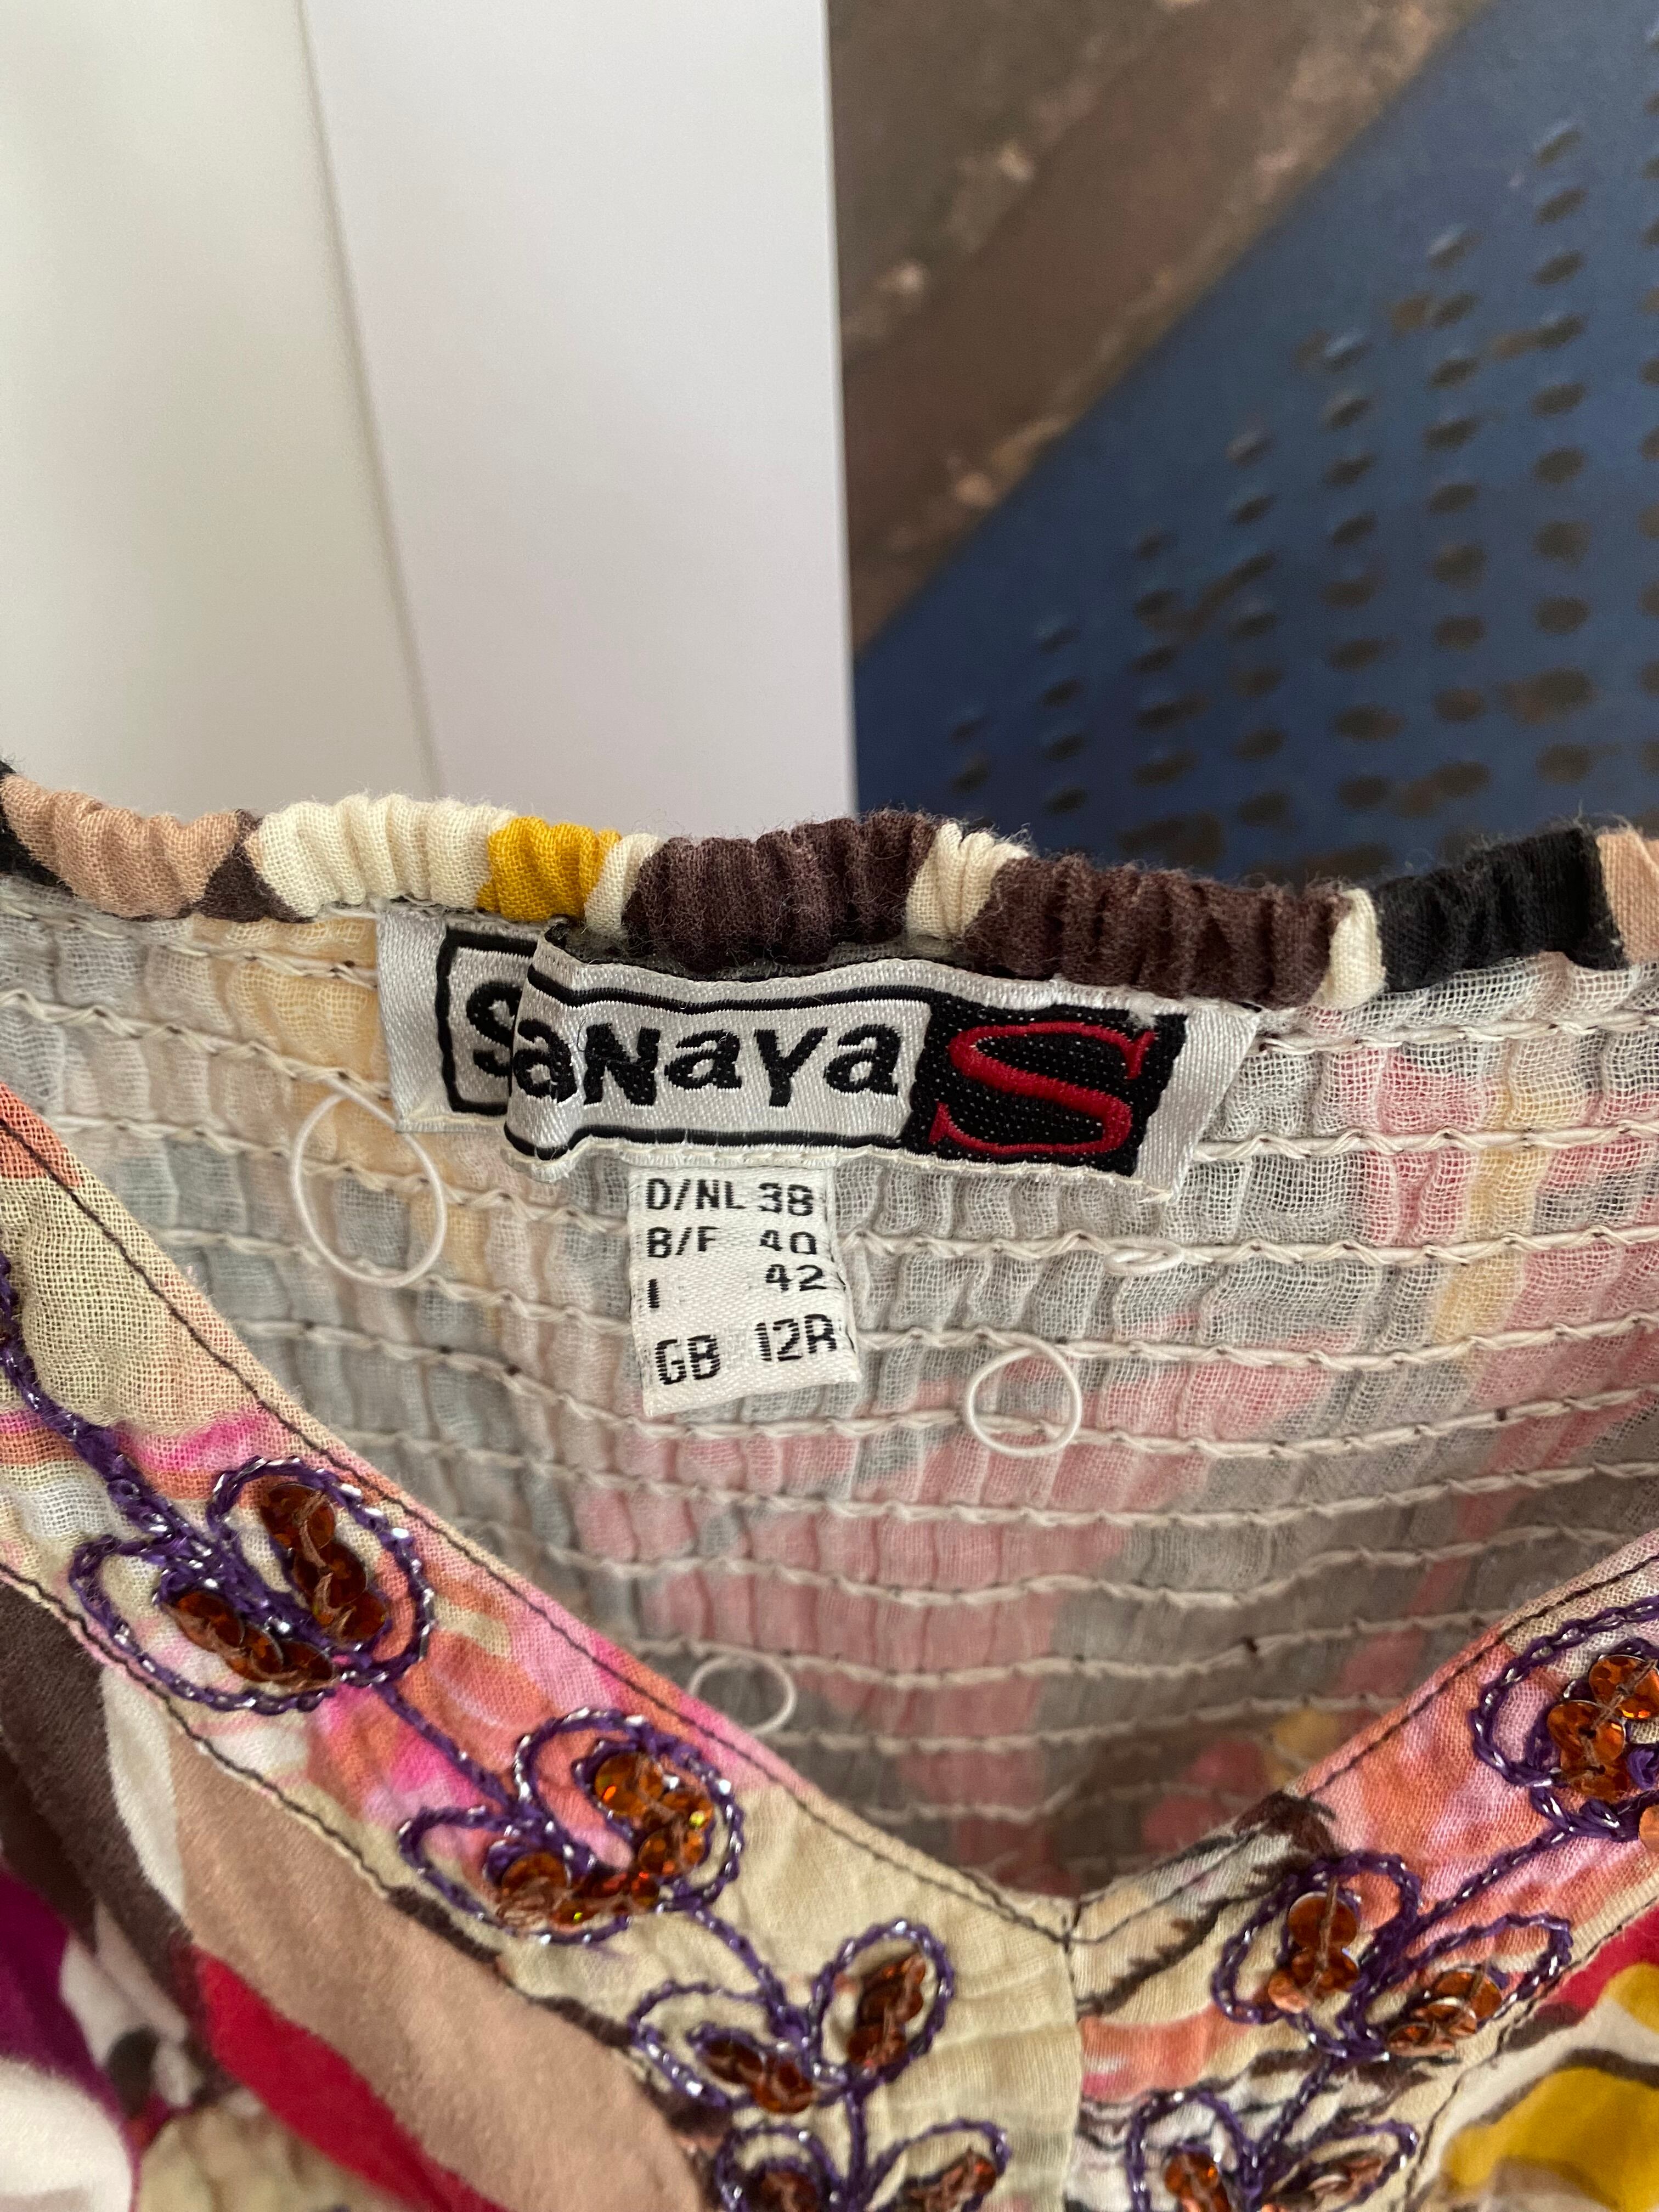 SaNaYa S
D/NL 38
B/F 40
I 42
GB 12R